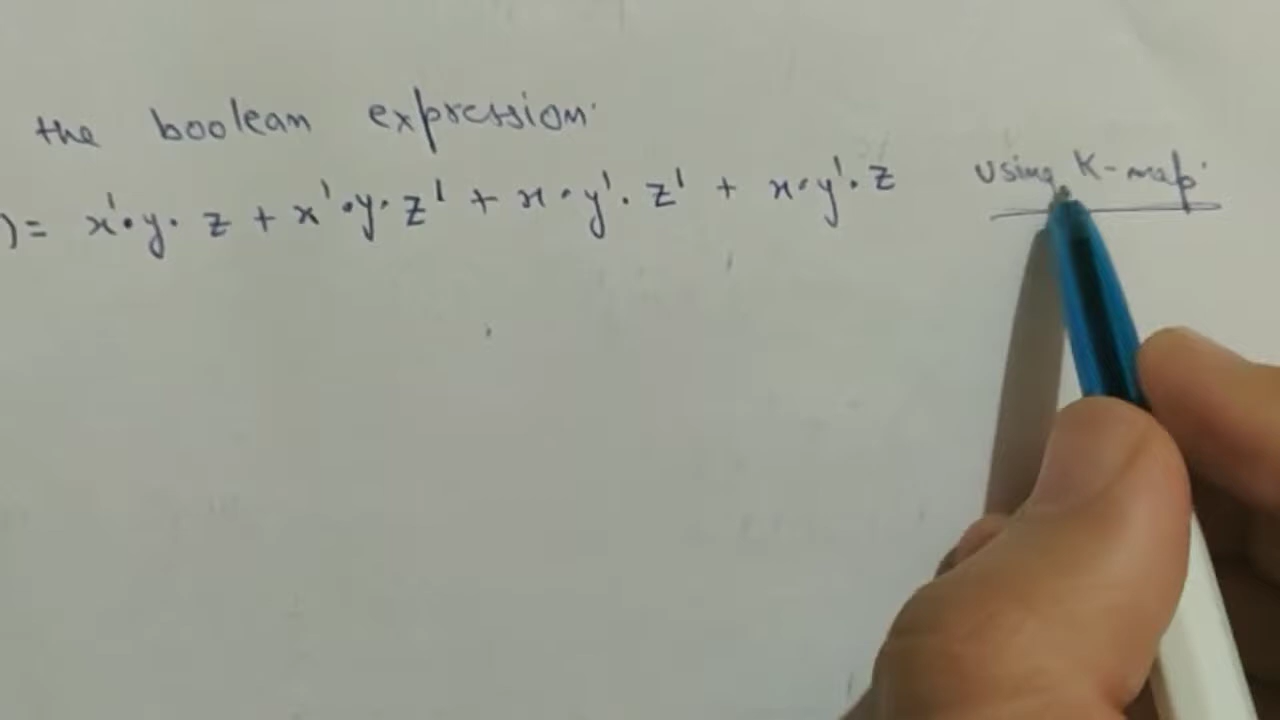 the boolean expression.
)= x'.y.z + x'.y.z' + x.y'.z' + x.y'.z
Using K-map.